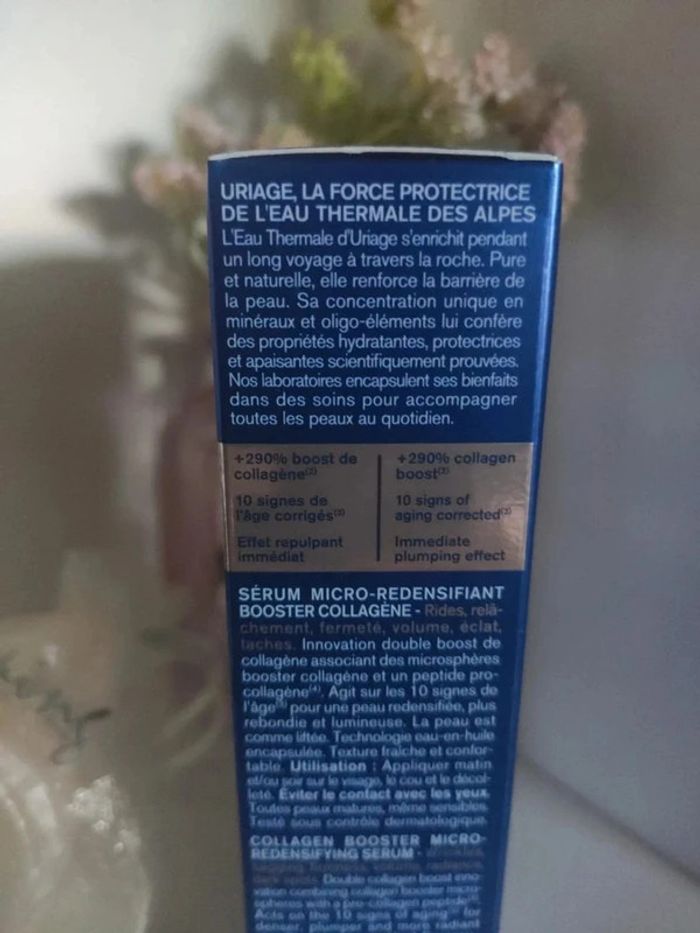 URIAGE, LA FORCE PROTECTRICE
DE L'EAU THERMALE DES ALPES
L'Eau Thermale d'Uriage s'enrichit pendant
un long voyage à travers la roche. Pure
et naturelle, elle renforce la barrière de
la peau. Sa concentration unique en
minéraux et oligo-éléments lui confère
des propriétés hydratantes, protectrices
et apaisantes scientifiquement prouvées.
Nos laboratoires encapsulent ses bienfaits
dans des soins pour accompagner
toutes les peaux au quotidien.
+290% boost de
collagène(2)
10 signes de
l'âge corrigés(3)
Effet repulpant
immédiat
+290% collagen
boost(2)
10 signs of
aging corrected(3)
Immediate
plumping effect
SÉRUM MICRO-REDENSIFIANT
BOOSTER COLLAGÈNE - Rides, relâ-
chement, fermeté, volume, éclat,
taches. Innovation double boost de
collagène associant des microsphères
booster collagène et un peptide pro-
collagène(4). Agit sur les 10 signes de
l'âge pour une peau redensifiée, plus
rebondie et lumineuse. La peau est
comme liftée. Technologie eau-en-huile
encapsulée. Texture fraîche et confor-
table. Utilisation : Appliquer matin
et/ou soir sur le visage, le cou et le décol-
leté. Éviter le contact avec les yeux.
Toutes peaux matures, même sensibles.
Testé sous contrôle dermatologique.
COLLAGEN BOOSTER MICRO-
REDENSIFYING SERUM -
Double collagen boost inno-
vation combining collagen booster micro-
spheres with a pro-collagen peptide
Acts on the 10 signs of aging for
denser, plumper and more radiant